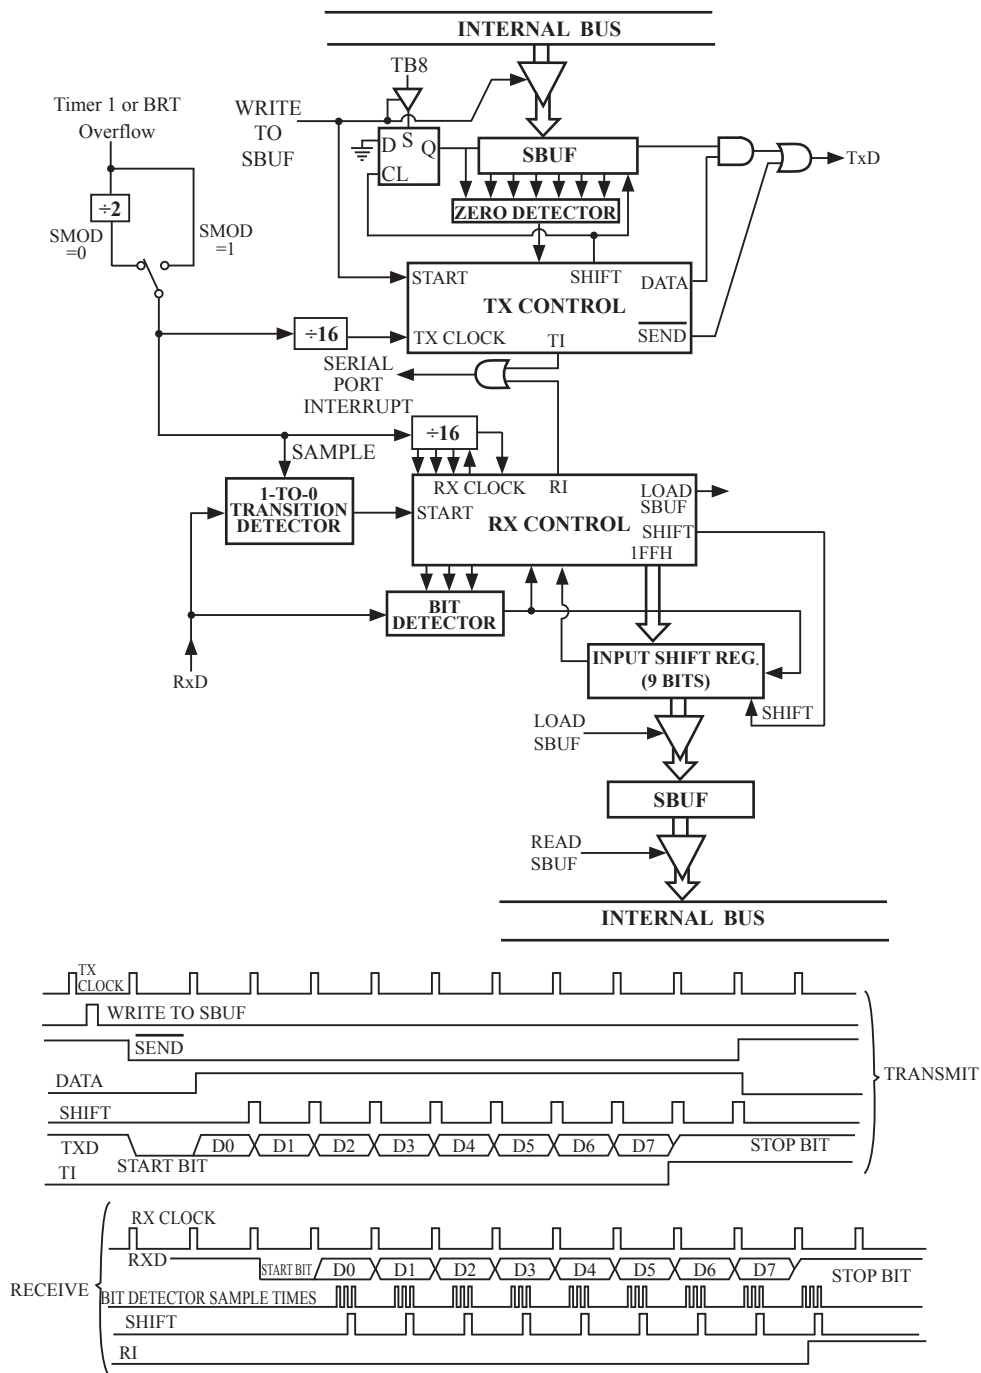 INTERNAL BUS
TB8
WRITE
TO
SBUF
Timer 1 or BRT
Overflow
D S Q
CL
SBUF
TxD
÷2
ZERO DETECTOR
SMOD
=0
SMOD
=1
START
SHIFT
DATA
TX CONTROL
÷16
TX CLOCK
TI
SEND
SERIAL
PORT
INTERRUPT
÷16
SAMPLE
1-TO-0
TRANSITION
DETECTOR
RX CLOCK
RI
LOAD
SBUF
START
RX CONTROL
SHIFT
1FFH
BIT
DETECTOR
RxD
INPUT SHIFT REG.
(9 BITS)
SHIFT
LOAD
SBUF
SBUF
READ
SBUF
INTERNAL BUS
TX
CLOCK
WRITE TO SBUF
SEND
DATA
TRANSMIT
SHIFT
TXD
START BIT
D0 D1 D2 D3 D4 D5 D6 D7
STOP BIT
TI
RX CLOCK
RXD
START BIT
D0 D1 D2 D3 D4 D5 D6 D7
STOP BIT
RECEIVE
BIT DETECTOR SAMPLE TIMES
SHIFT
RI